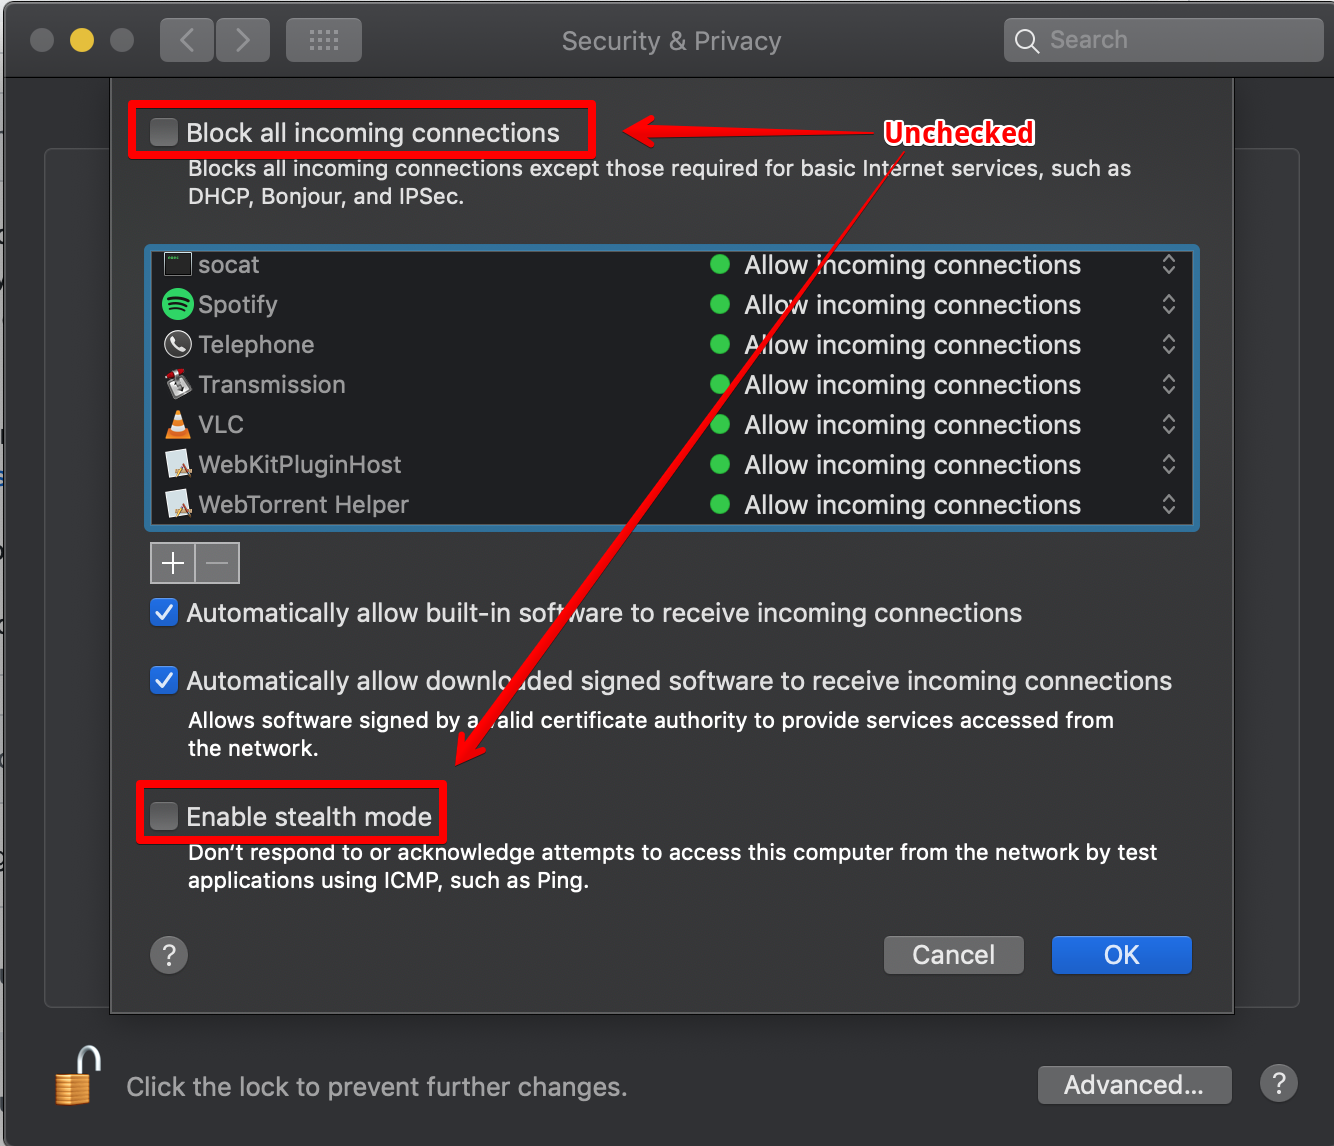 Security & Privacy
Search
Block all incoming connections
Unchecked
Blocks all incoming connections except those required for basic Internet services, such as
DHCP, Bonjour, and IPSec.
socat Allow incoming connections
Spotify Allow incoming connections
Telephone Allow incoming connections
Transmission Allow incoming connections
VLC Allow incoming connections
WebKitPluginHost Allow incoming connections
WebTorrent Helper Allow incoming connections
Automatically allow built-in software to receive incoming connections
Automatically allow downloaded signed software to receive incoming connections
Allows software signed by a valid certificate authority to provide services accessed from
the network.
Enable stealth mode
Don't respond to or acknowledge attempts to access this computer from the network by test
applications using ICMP, such as Ping.
?
Cancel
OK
Click the lock to prevent further changes.
Advanced...
?